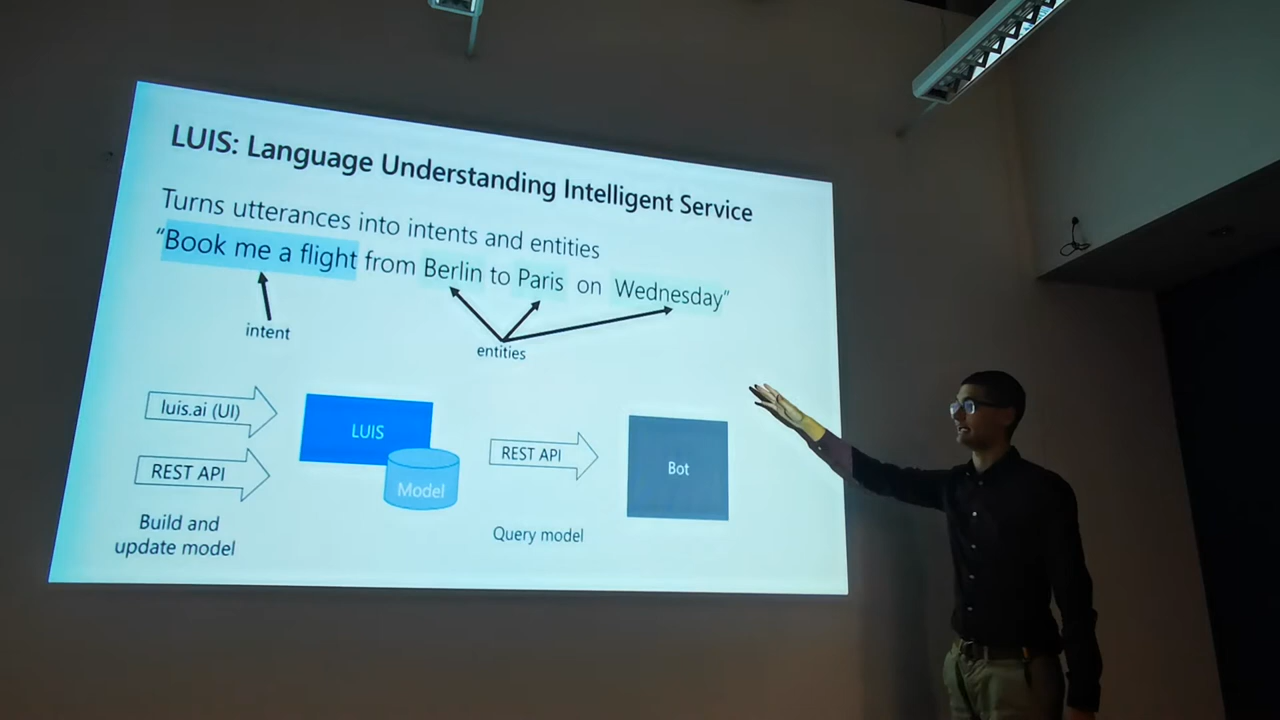 LUIS: Language Understanding Intelligent Service
Turns utterances into intents and entities
“Book me a flight from Berlin to Paris on Wednesday”
intent
entities
luis.ai (UI)
REST API
Build and
update model
LUIS
Model
REST API
Query model
Bot